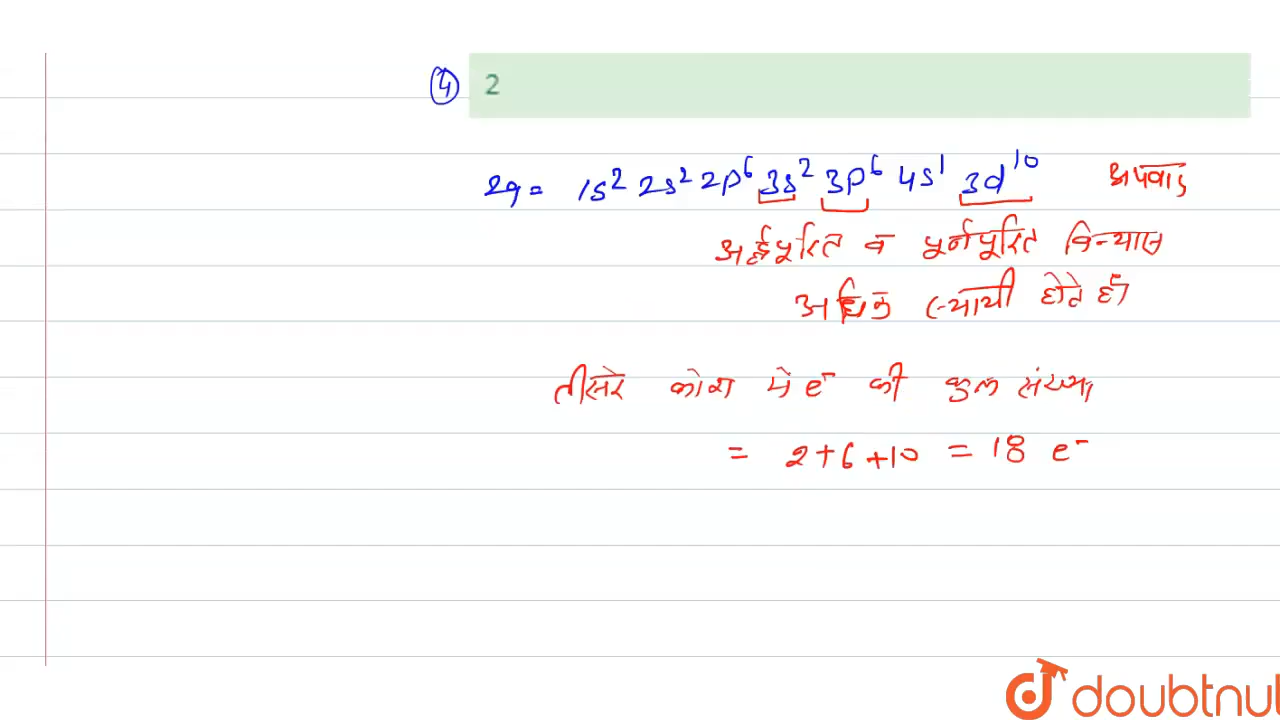 ④ 2
29 = 1s² 2s² 2p⁶ 3s² 3p⁶ 4s¹ 3d¹⁰ अपवाद
अर्द्धपूरित व पूर्नपूरित विन्यास
अधिक स्थायी होते हैं
तीसरे कोश में e⁻ की कुल संख्या
= 2+6+10 = 18 e⁻
doubtnut